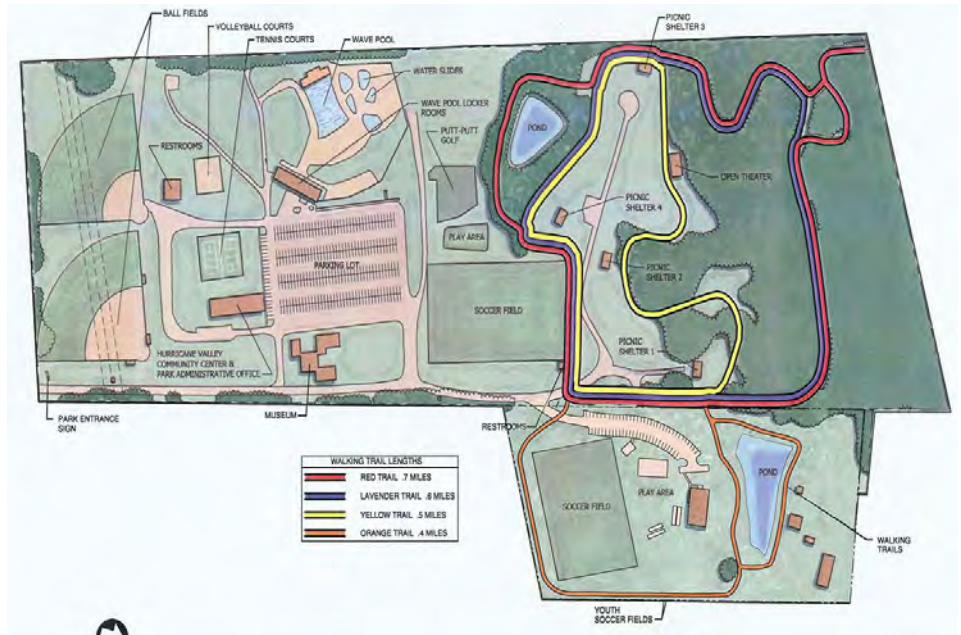 BALL FIELDS
VOLLEYBALL COURTS
TENNIS COURTS
WAVE POOL
PICNIC
SHELTER 3
WATER SLIDES
WAVE POOL LOCKER
ROOMS
PUTT-PUTT
GOLF
POND
RESTROOMS
OPEN THEATER
PICNIC
SHELTER 4
PLAY AREA
PARKING LOT
PICNIC
SHELTER 2
SOCCER FIELD
PICNIC
SHELTER 1
HURRICANE VALLEY
COMMUNITY CENTER &
PARK ADMINISTRATIVE OFFICE
PARK ENTRANCE
SIGN
MUSEUM
RESTROOMS
WALKING TRAIL LENGTHS
RED TRAIL .7 MILES
LAVENDER TRAIL .6 MILES
YELLOW TRAIL .5 MILES
ORANGE TRAIL .4 MILES
POND
PLAY AREA
SOCCER FIELD
WALKING
TRAILS
YOUTH
SOCCER FIELDS